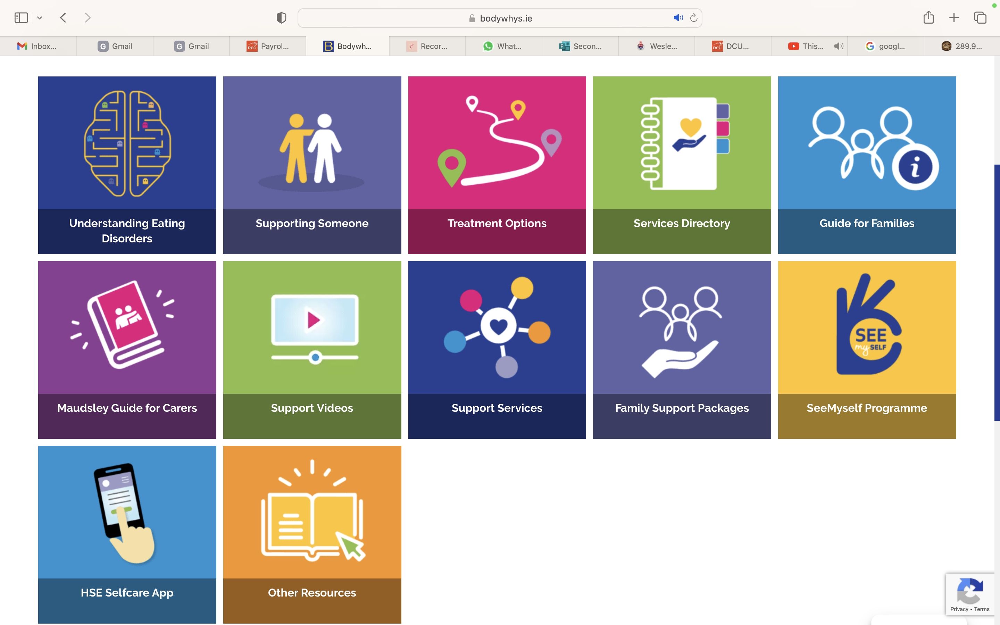 bodywhys.ie
Inbox...
G Gmail
G Gmail
DCU Payrol...
B Bodywh...
Recor...
What...
F Secon...
Wesle...
DCU DCU...
This...
G googl...
289.9...
Understanding Eating
Disorders
Supporting Someone
Treatment Options
Services Directory
i
Guide for Families
Maudsley Guide for Carers
Support Videos
Support Services
Family Support Packages
SEE
my SELF
SeeMyself Programme
HSE Selfcare App
Other Resources
Privacy - Terms